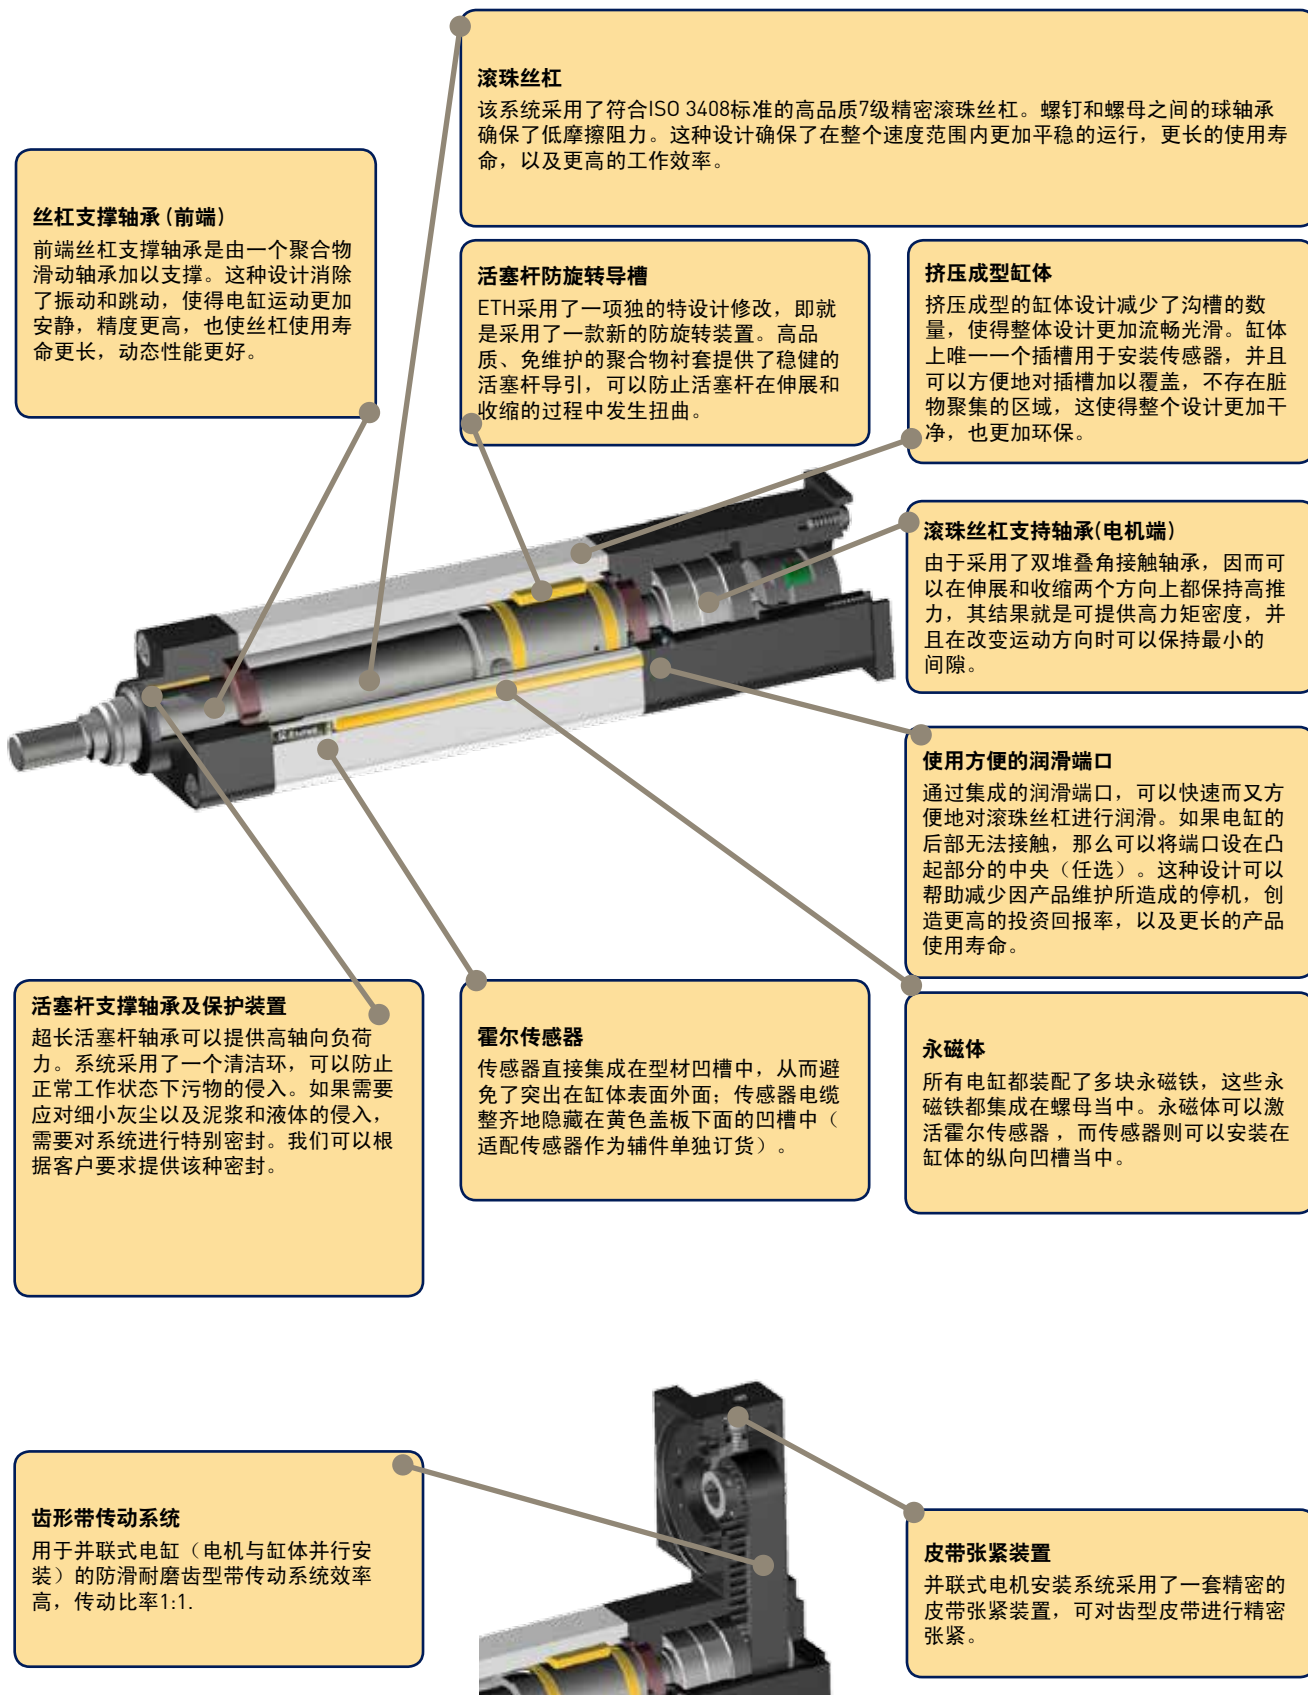 滚珠丝杠
该系统采用了符合ISO 3408标准的高品质7级精密滚珠丝杠。螺钉和螺母之间的球轴承
确保了低摩擦阻力。这种设计确保了在整个速度范围内更加平稳的运行，更长的使用寿
命，以及更高的工作效率。
丝杠支撑轴承（前端）
前端丝杠支撑轴承是由一个聚合物
滑动轴承加以支撑。这种设计消除
了振动和跳动，使得电缸运动更加
安静，精度更高，也使丝杠使用寿
命更长，动态性能更好。
活塞杆防旋转导槽
ETH采用了一项独的特设计修改，即就
是采用了一款新的防旋转装置。高品
质、免维护的聚合物衬套提供了稳健的
活塞杆导引，可以防止活塞杆在伸展和
收缩的过程中发生扭曲。
挤压成型缸体
挤压成型的缸体设计减少了沟槽的数
量，使得整体设计更加流畅光滑。缸体
上唯一一个插槽用于安装传感器，并且
可以方便地对插槽加以覆盖，不存在脏
物聚集的区域，这使得整个设计更加干
净，也更加环保。
滚珠丝杠支持轴承(电机端)
由于采用了双堆叠角接触轴承，因而可
以在伸展和收缩两个方向上都保持高推
力，其结果就是可提供高力矩密度，并
且在改变运动方向时可以保持最小的
间隙。
使用方便的润滑端口
通过集成的润滑端口，可以快速而又方
便地对滚珠丝杠进行润滑。如果电缸的
后部无法接触，那么可以将端口设在凸
起部分的中央（任选）。这种设计可以
帮助减少因产品维护所造成的停机，创
造更高的投资回报率，以及更长的产品
使用寿命。
活塞杆支撑轴承及保护装置
超长活塞杆轴承可以提供高轴向负荷
力。系统采用了一个清洁环，可以防止
正常工作状态下污物的侵入。如果需要
应对细小灰尘以及泥浆和液体的侵入，
需要对系统进行特别密封。我们可以根
据客户要求提供该种密封。
霍尔传感器
传感器直接集成在型材凹槽中，从而避
免了突出在缸体表面外面；传感器电缆
整齐地隐藏在黄色盖板下面的凹槽中（
适配传感器作为辅件单独订货）。
永磁体
所有电缸都装配了多块永磁铁，这些永
磁铁都集成在螺母当中。永磁体可以激
活霍尔传感器，而传感器则可以安装在
缸体的纵向凹槽当中。
齿形带传动系统
用于并联式电缸（电机与缸体并行安
装）的防滑耐磨齿型带传动系统效率
高，传动比率1:1.
皮带张紧装置
并联式电机安装系统采用了一套精密的
皮带张紧装置，可对齿型皮带进行精密
张紧。